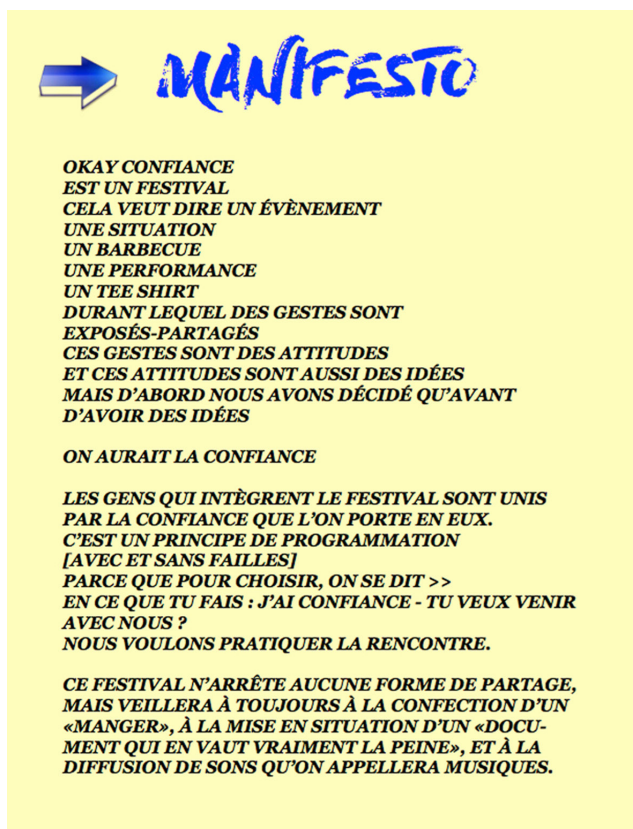 MANIFESTO
OKAY CONFIANCE
EST UN FESTIVAL
CELA VEUT DIRE UN ÉVÈNEMENT
UNE SITUATION
UN BARBECUE
UNE PERFORMANCE
UN TEE SHIRT
DURANT LEQUEL DES GESTES SONT
EXPOSÉS-PARTAGÉS
CES GESTES SONT DES ATTITUDES
ET CES ATTITUDES SONT AUSSI DES IDÉES
MAIS D’ABORD NOUS AVONS DÉCIDÉ QU’AVANT
D’AVOIR DES IDÉES
ON AURAIT LA CONFIANCE
LES GENS QUI INTÈGRENT LE FESTIVAL SONT UNIS
PAR LA CONFIANCE QUE L’ON PORTE EN EUX.
C’EST UN PRINCIPE DE PROGRAMMATION
[AVEC ET SANS FAILLES]
PARCE QUE POUR CHOISIR, ON SE DIT >>
EN CE QUE TU FAIS : J’AI CONFIANCE - TU VEUX VENIR
AVEC NOUS ?
NOUS VOULONS PRATIQUER LA RENCONTRE.
CE FESTIVAL N’ARRÊTE AUCUNE FORME DE PARTAGE,
MAIS VEILLERA À TOUJOURS À LA CONFECTION D’UN
«MANGER», À LA MISE EN SITUATION D’UN «DOCU-
MENT QUI EN VAUT VRAIMENT LA PEINE», ET À LA
DIFFUSION DE SONS QU’ON APPELLERA MUSIQUES.